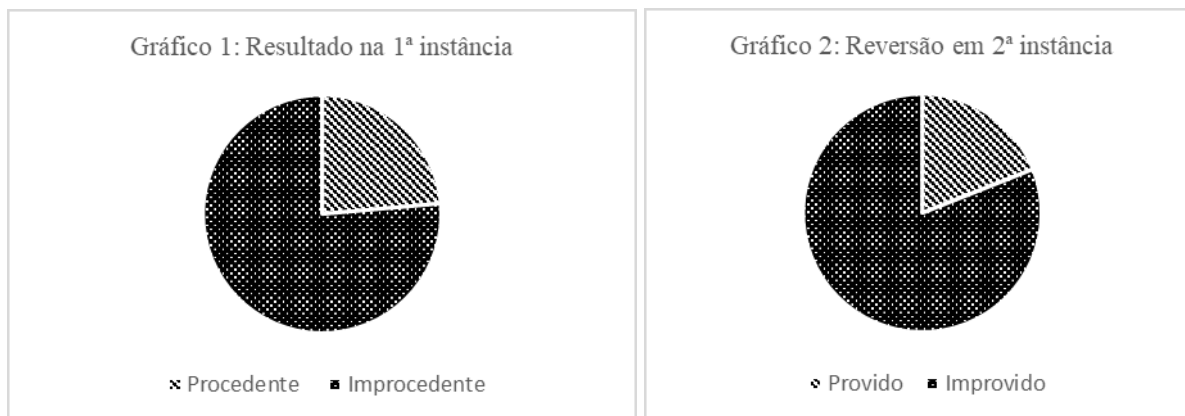 Gráfico 1: Resultado na 1ª instância
Procedente Improcedente
Gráfico 2: Reversão em 2ª instância
Provido Improvido